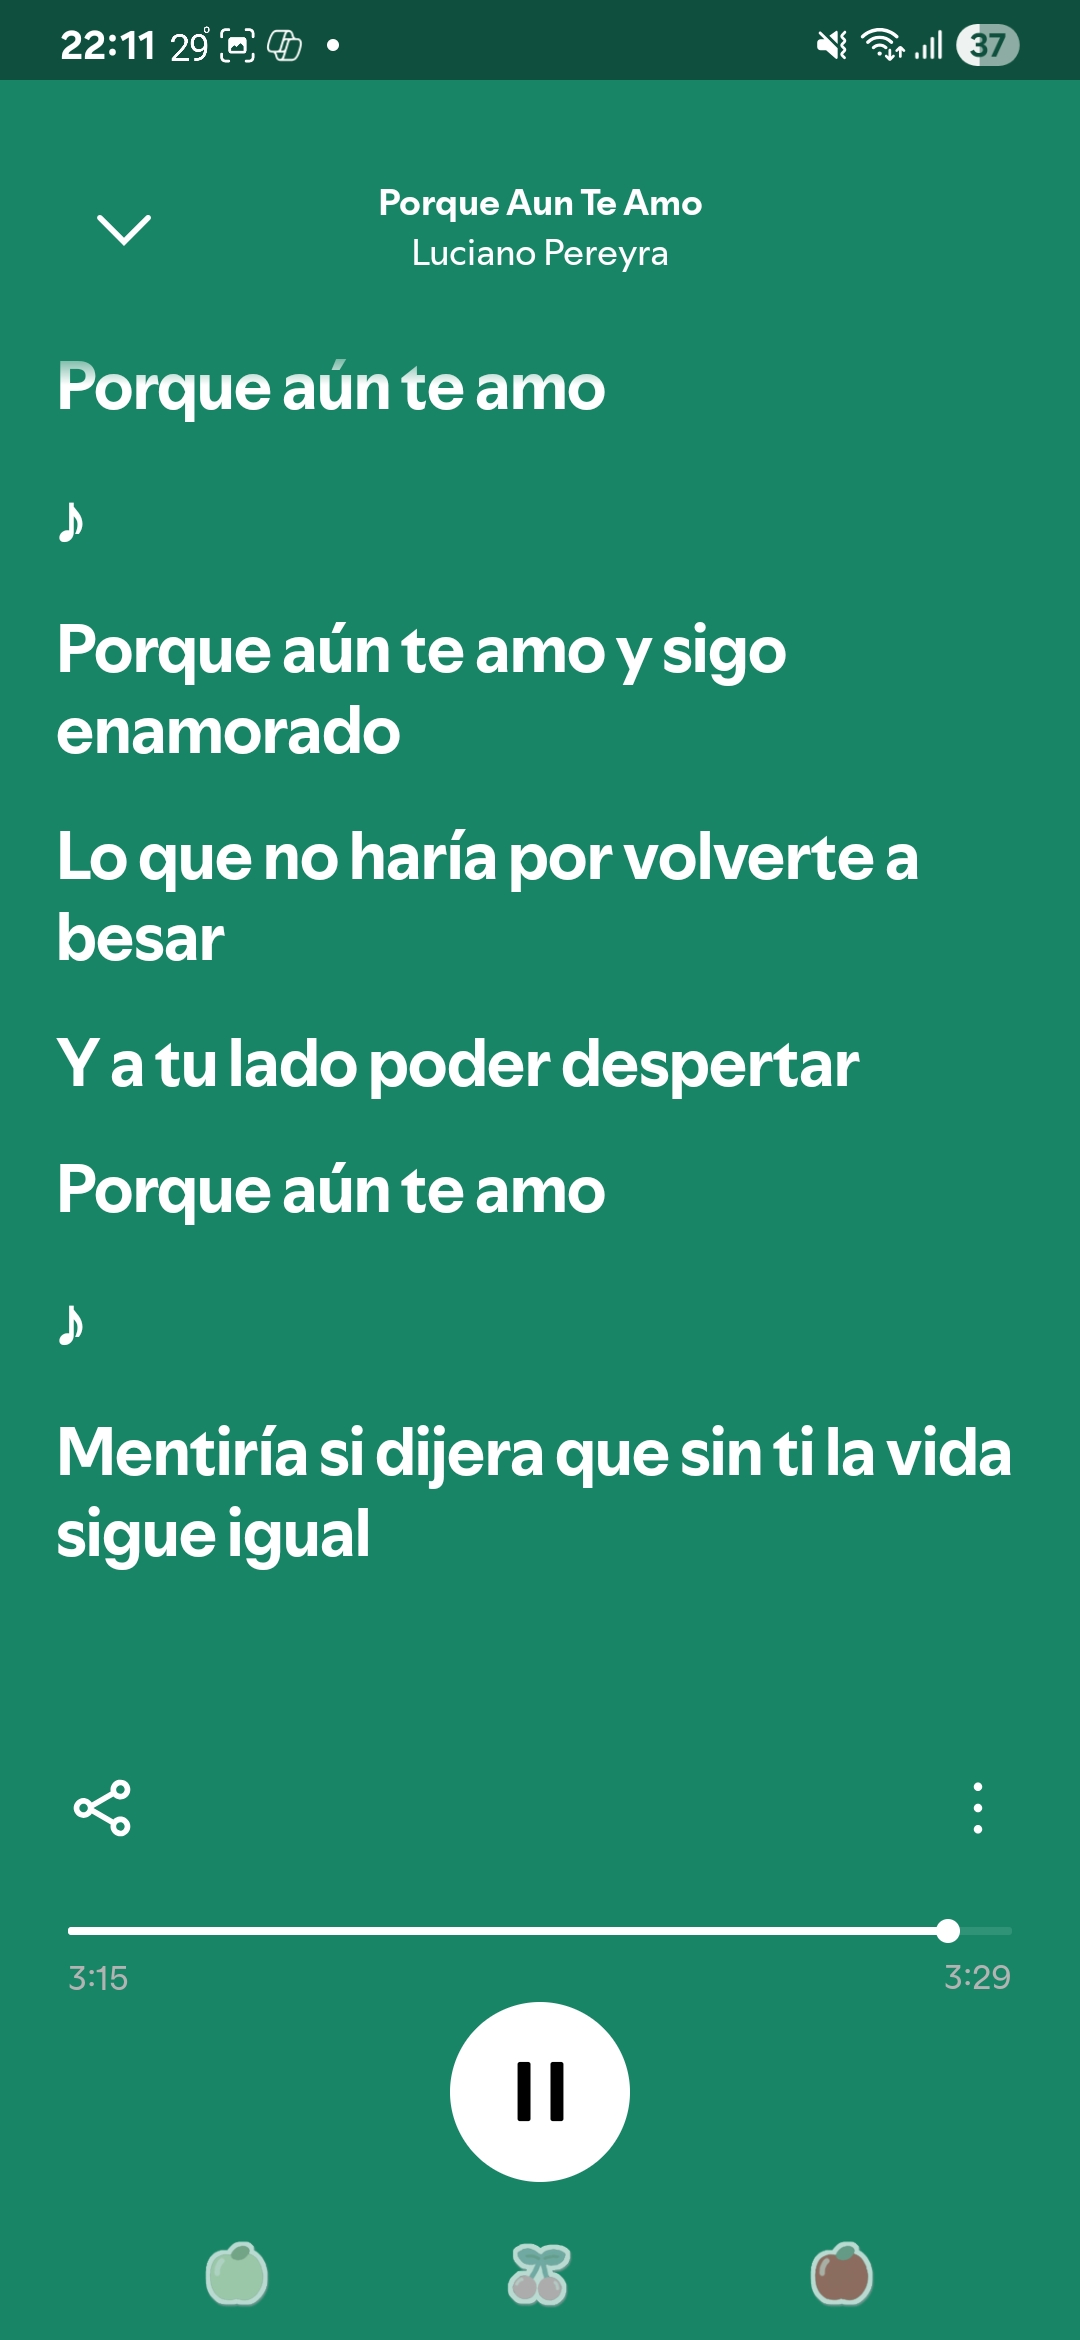 22:11 29°
37
Porque Aun Te Amo
Luciano Pereyra
Porque aún te amo
♪
Porque aún te amo y sigo
enamorado
Lo que no haría por volverte a
besar
Y a tu lado poder despertar
Porque aún te amo
♪
Mentiría si dijera que sin ti la vida
sigue igual
3:15
3:29